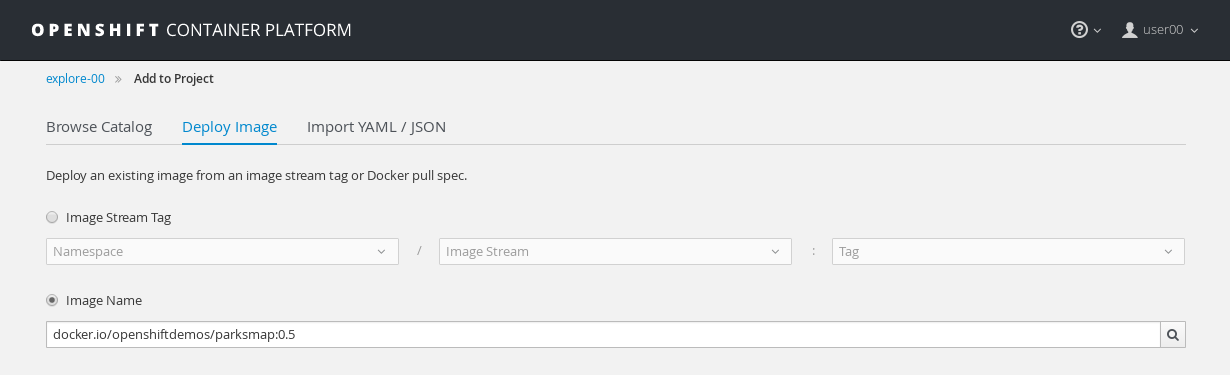 OPENSHIFT CONTAINER PLATFORM
user00
explore-00 » Add to Project
Browse Catalog Deploy Image Import YAML / JSON
Deploy an existing image from an image stream tag or Docker pull spec.
Image Stream Tag
Namespace / Image Stream : Tag
Image Name
docker.io/openshiftdemos/parksmap:0.5